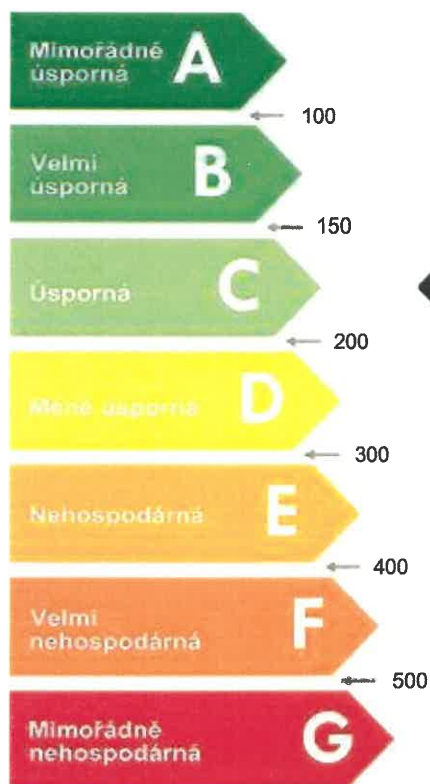 Mimořádně
úsporná
A
100
Velmi
úsporná
B
150
Úsporná
C
200
Méně úsporná
D
300
Nehospodárná
E
400
Velmi
nehospodárná
F
500
Mimořádně
nehospodárná
G